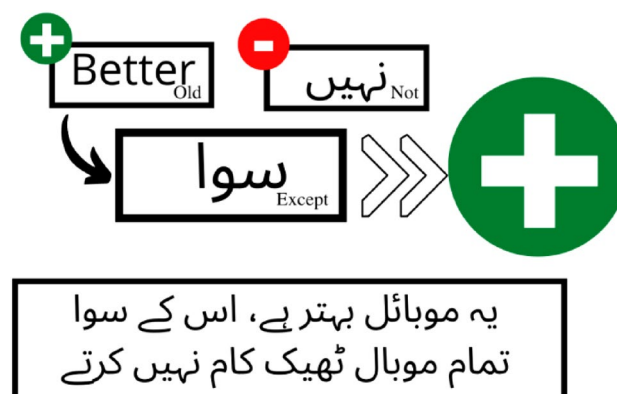 Better
Old
نہیں
Not
سوا
Except
یہ موبائل بہتر ہے، اس کے سوا
تمام موبال ٹھیک کام نہیں کرتے